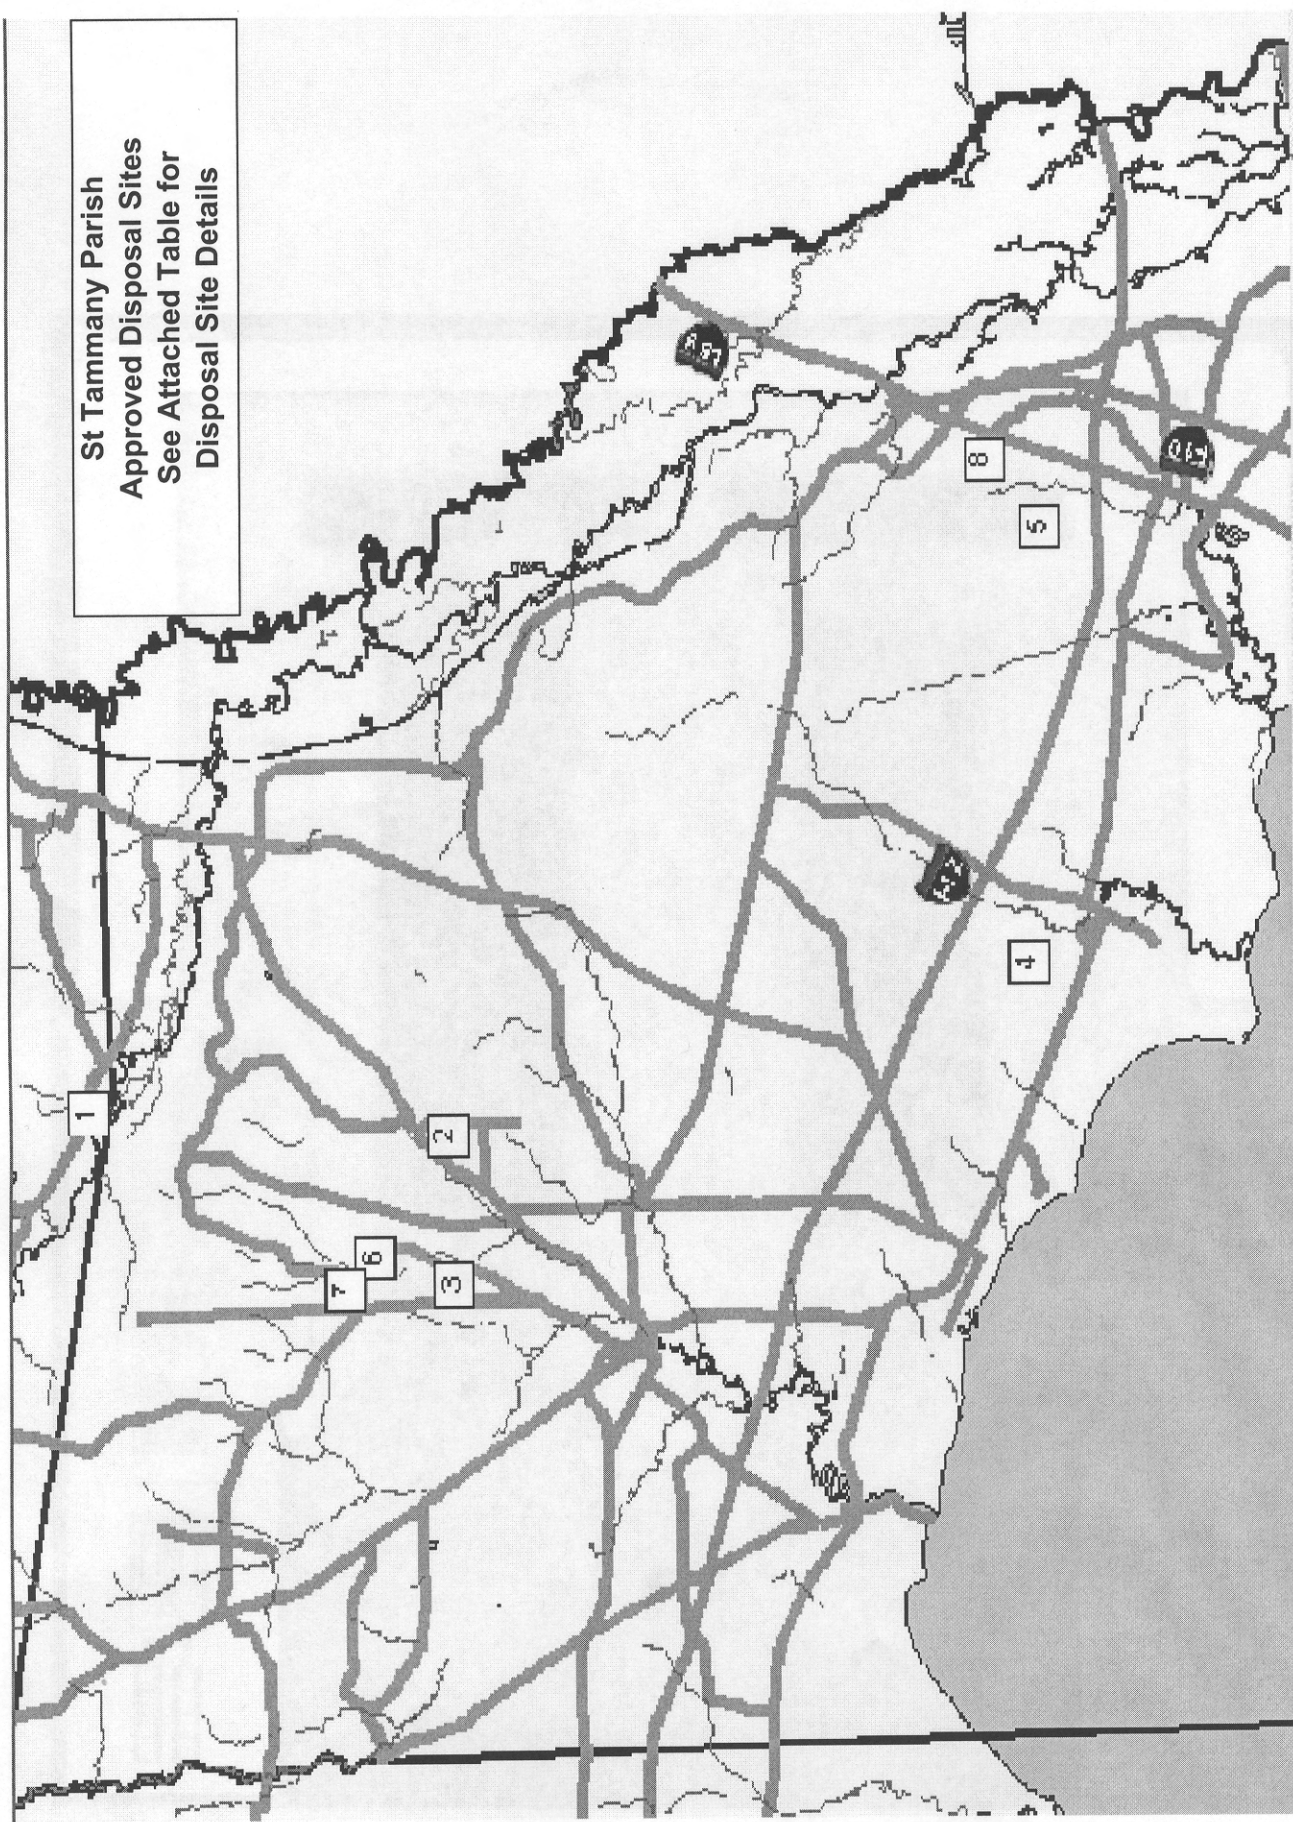 St Tammany Parish
Approved Disposal Sites
See Attached Table for
Disposal Site Details
1
2
3
4
5
6
7
8